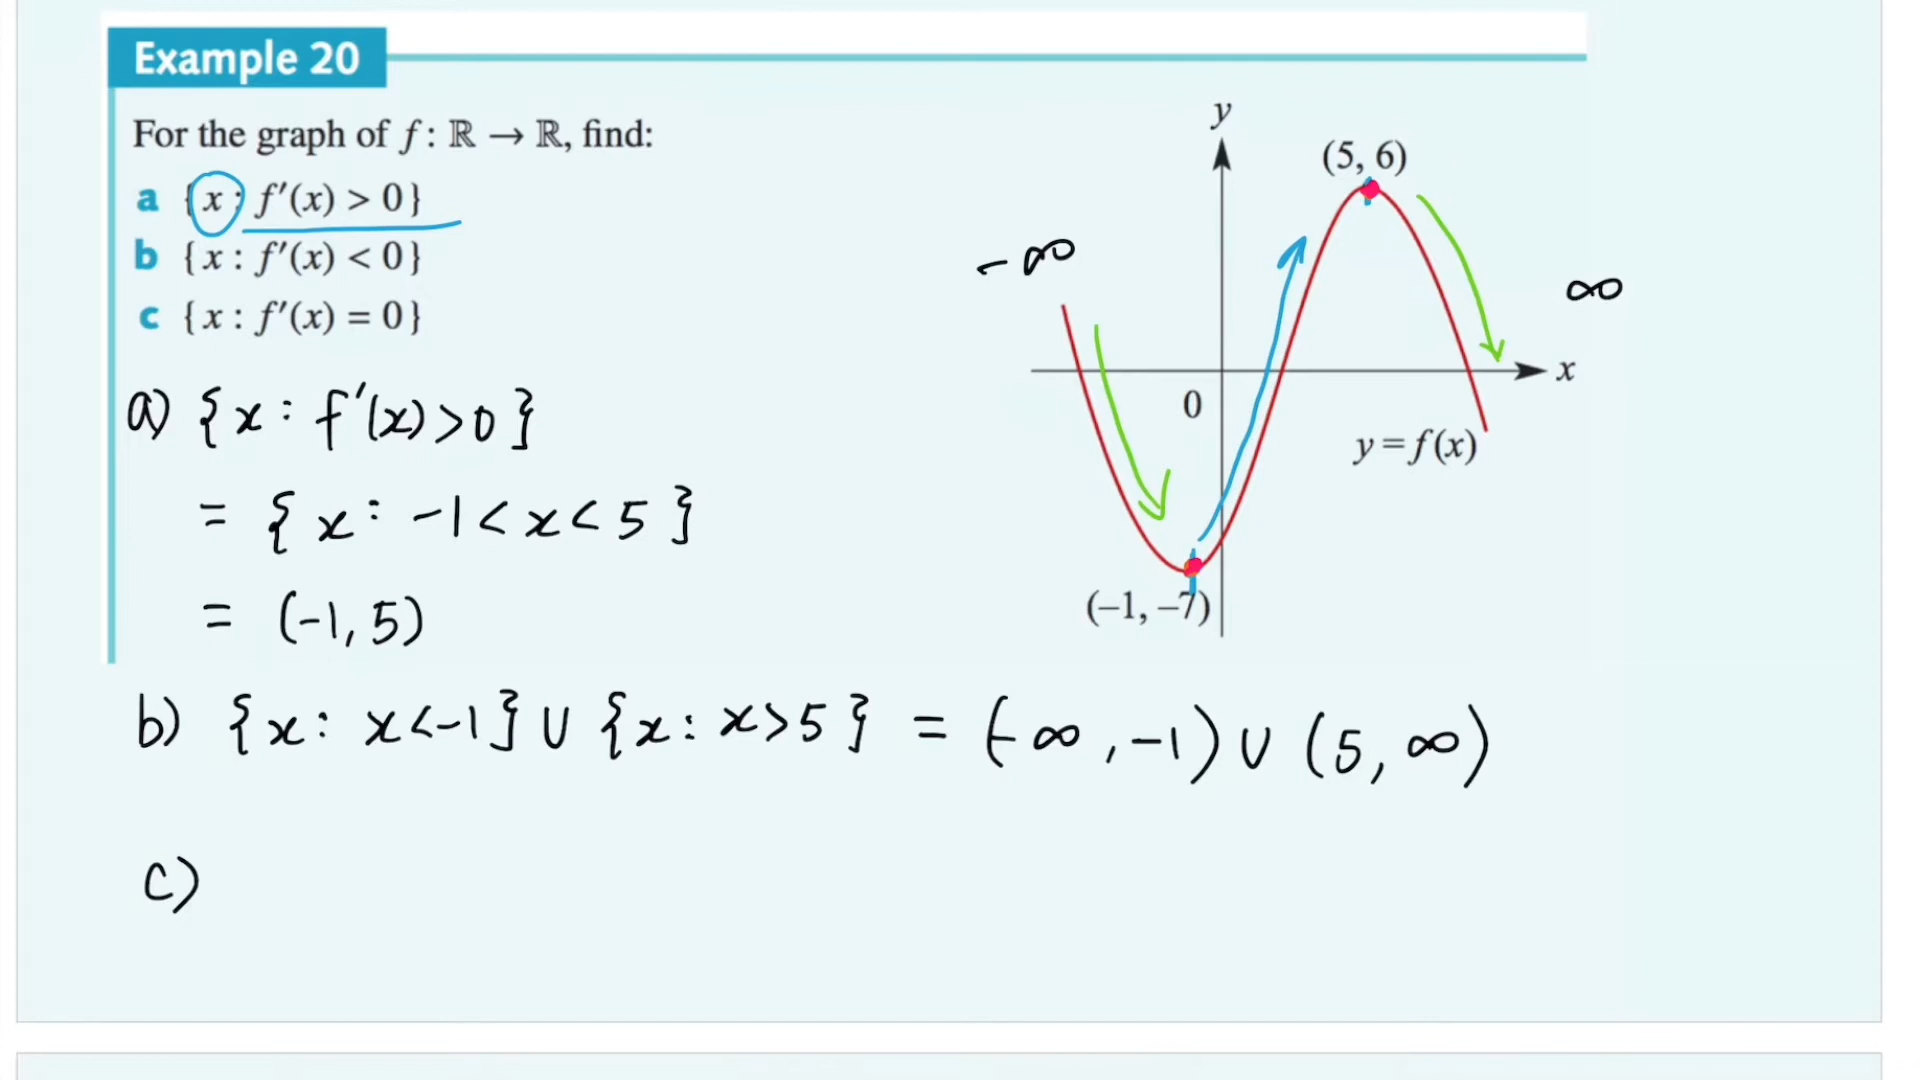 Example 20
For the graph of f : ℝ → ℝ, find:
a {x : f′(x) > 0}
b {x : f′(x) < 0}
c {x : f′(x) = 0}
y
(5, 6)
-∞
∞
x
0
y = f(x)
(–1, –7)
a) {x : f'(x)>0}
= {x : -1<x<5}
= (-1,5)
b) {x: x<-1} ∪ {x: x>5} = (-∞,-1) ∪ (5,∞)
c)